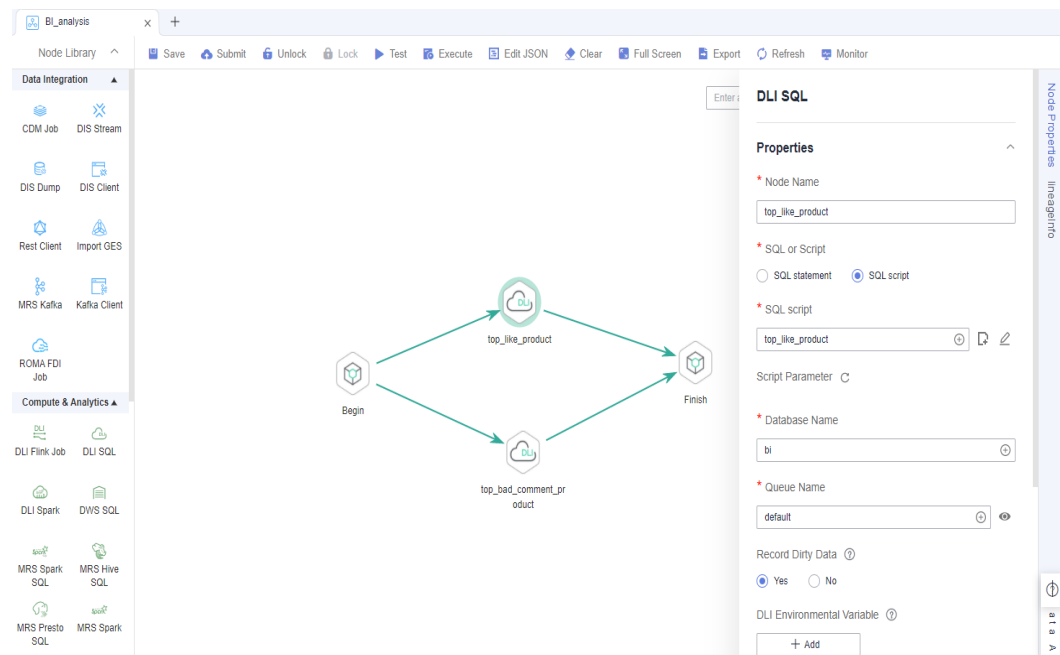 BI_analysis x +
Node Library
Save Submit Unlock Lock Test Execute Edit JSON Clear Full Screen Export Refresh Monitor
Data Integration
CDM Job DIS Stream
DIS Dump DIS Client
Rest Client Import GES
MRS Kafka Kafka Client
ROMA FDI
Job
Compute & Analytics
DLI Flink Job DLI SQL
DLI Spark DWS SQL
MRS Spark
SQL
MRS Hive
SQL
MRS Presto
SQL
MRS Spark
Begin
top_like_product
top_bad_comment_pr
oduct
Finish
Enter
DLI SQL
Properties
* Node Name
top_like_product
* SQL or Script
SQL statement SQL script
* SQL script
top_like_product
Script Parameter
* Database Name
bi
* Queue Name
default
Record Dirty Data
Yes No
DLI Environmental Variable
+ Add
Node Properties
lineageInfo
ata A